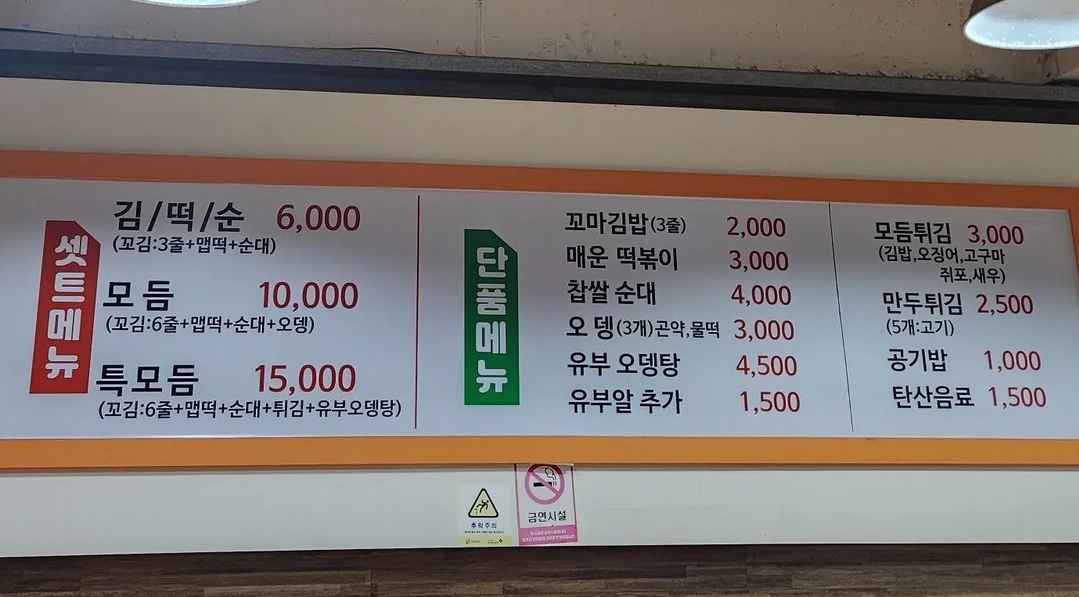 셋트메뉴
김/떡/순 6,000
(꼬김:3줄+맵떡+순대)
모듬 10,000
(꼬김:6줄+맵떡+순대+오뎅)
특모듬 15,000
(꼬김:6줄+맵떡+순대+튀김+유부오뎅탕)
단품메뉴
꼬마김밥(3줄) 2,000
매운 떡볶이 3,000
찹쌀 순대 4,000
오뎅(3개)곤약,물떡 3,000
유부 오뎅탕 4,500
유부알 추가 1,500
모듬튀김 3,000
(김밥,오징어,고구마
쥐포,새우)
만두튀김 2,500
(5개:고기)
공기밥 1,000
탄산음료 1,500
추락주의
금연시설